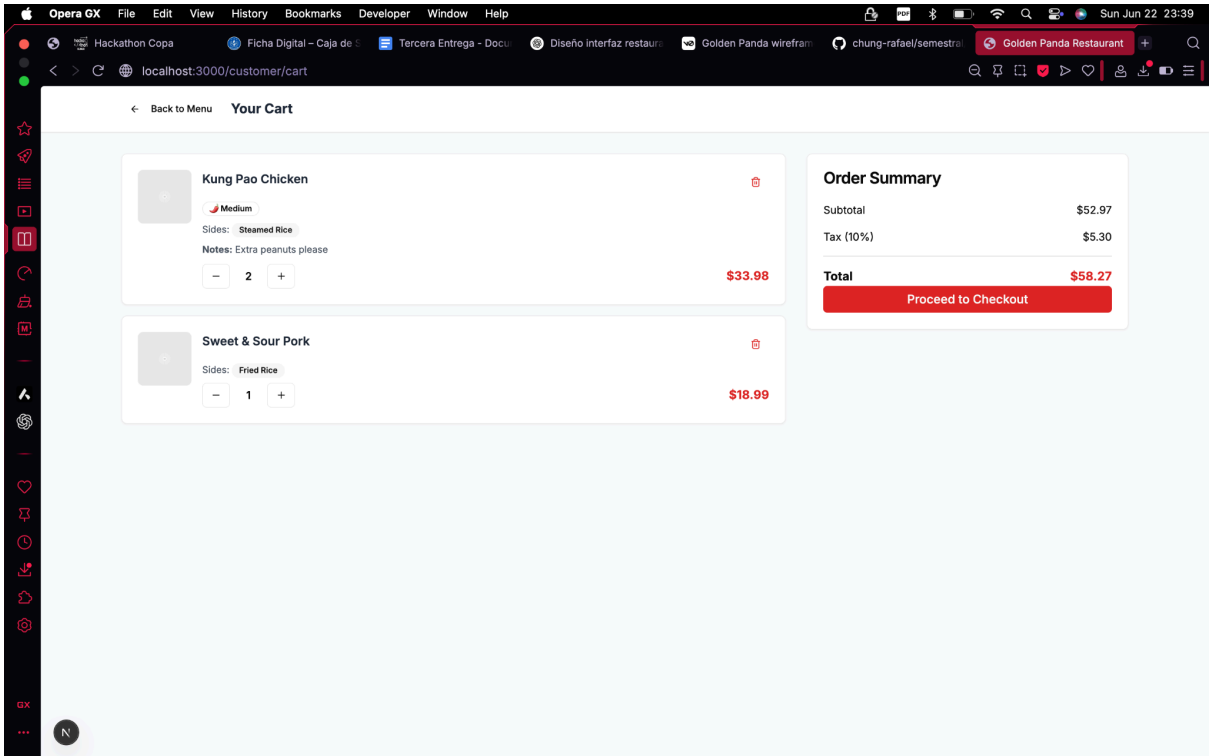 Opera GX File Edit View History Bookmarks Developer Window Help PDF Sun Jun 22 23:39
Hackathon Copa Ficha Digital – Caja de S Tercera Entrega - Docu Diseño interfaz restaura Golden Panda wirefram chung-rafael/semestral Golden Panda Restaurant +
localhost:3000/customer/cart
← Back to Menu Your Cart
Kung Pao Chicken
Medium
Sides: Steamed Rice
Notes: Extra peanuts please
− 2 +
$33.98
Sweet & Sour Pork
Sides: Fried Rice
− 1 +
$18.99
Order Summary
Subtotal $52.97
Tax (10%) $5.30
Total $58.27
Proceed to Checkout
GX
N